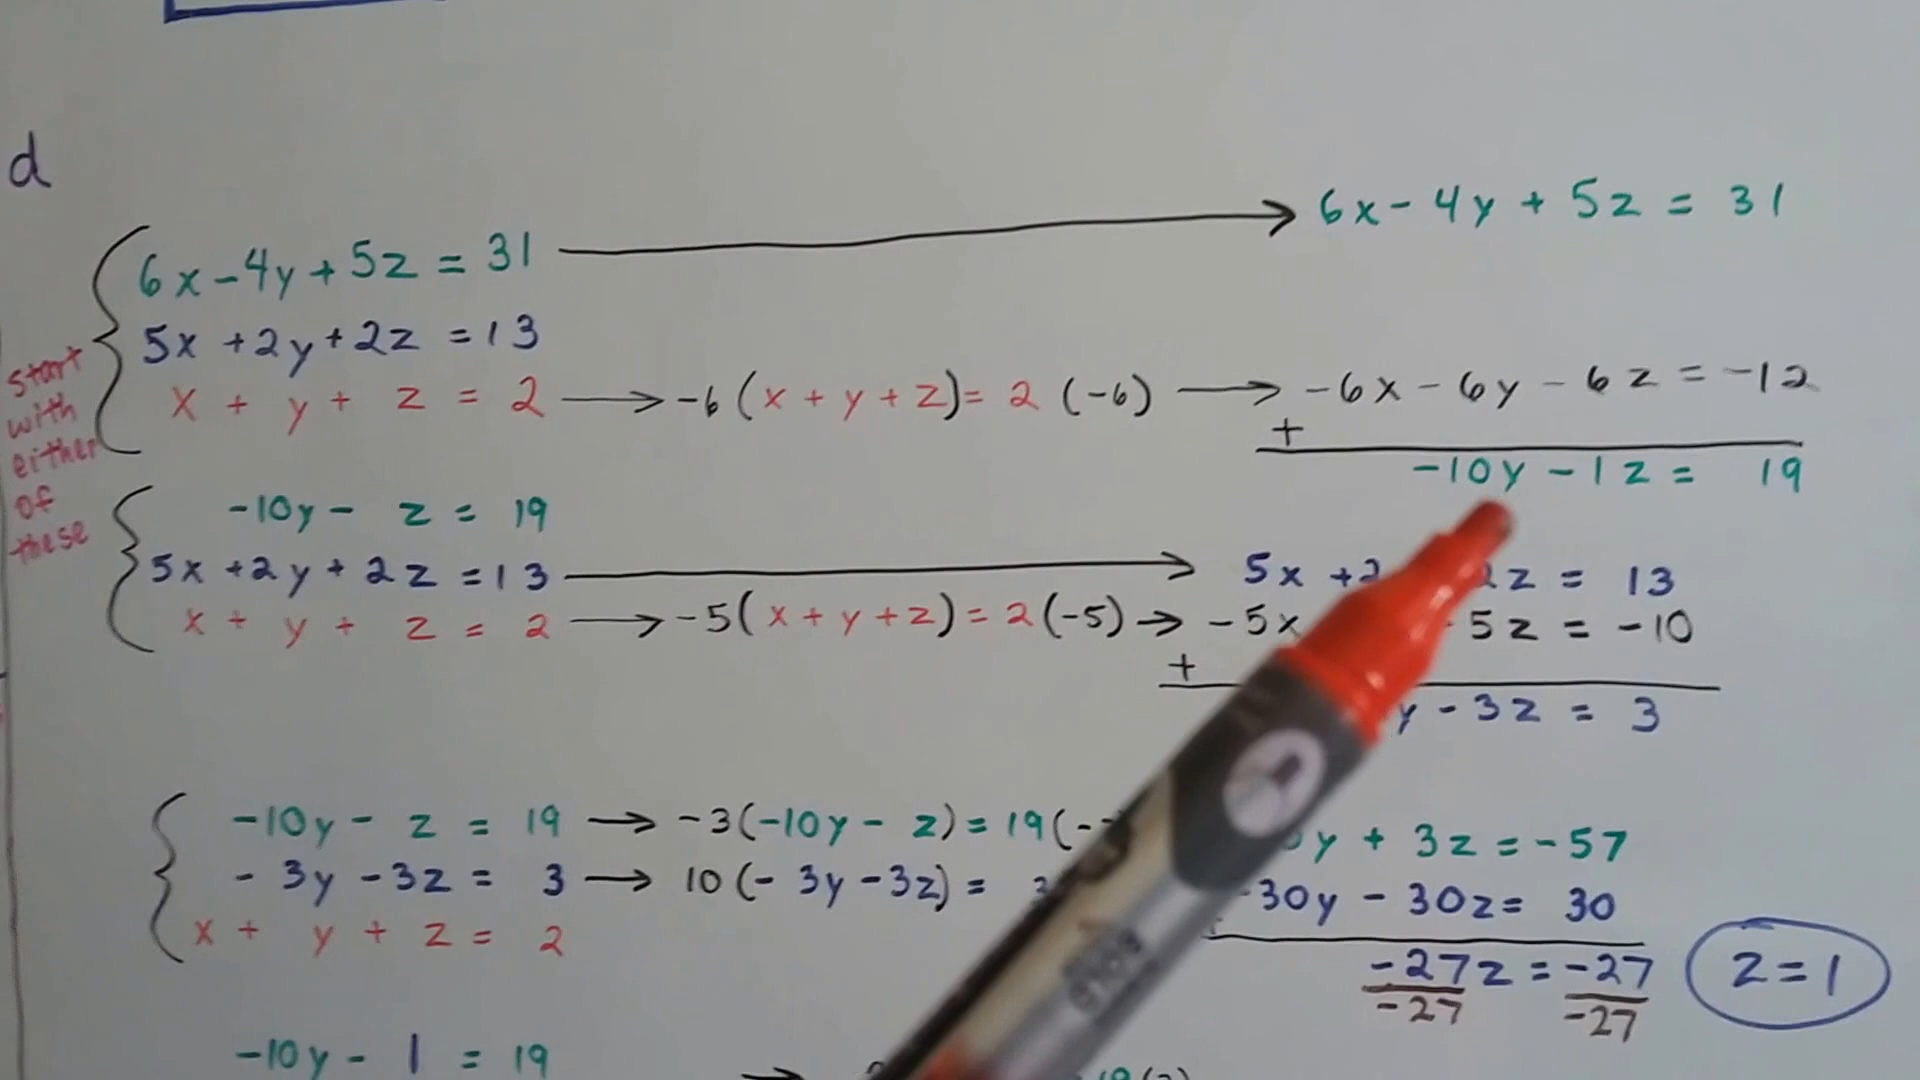 d
6x - 4y + 5z = 31 → 6x - 4y + 5z = 31
5x + 2y + 2z = 13
x + y + z = 2 → -6(x + y + z) = 2(-6) → -6x - 6y - 6z = -12
+
-10y - 1z = 19
start
with
either
of
these
-10y - z = 19
5x + 2y + 2z = 13 → 5x + 2z = 13
x + y + z = 2 → -5(x + y + z) = 2(-5) → -5x 5z = -10
+
y - 3z = 3
-10y - z = 19 → -3(-10y - z) = 19(- y + 3z = -57
-3y - 3z = 3 → 10(-3y - 3z) = -30y - 30z = 30
x + y + z = 2
-27z = -27
-27 -27
z = 1
-10y - 1 = 19